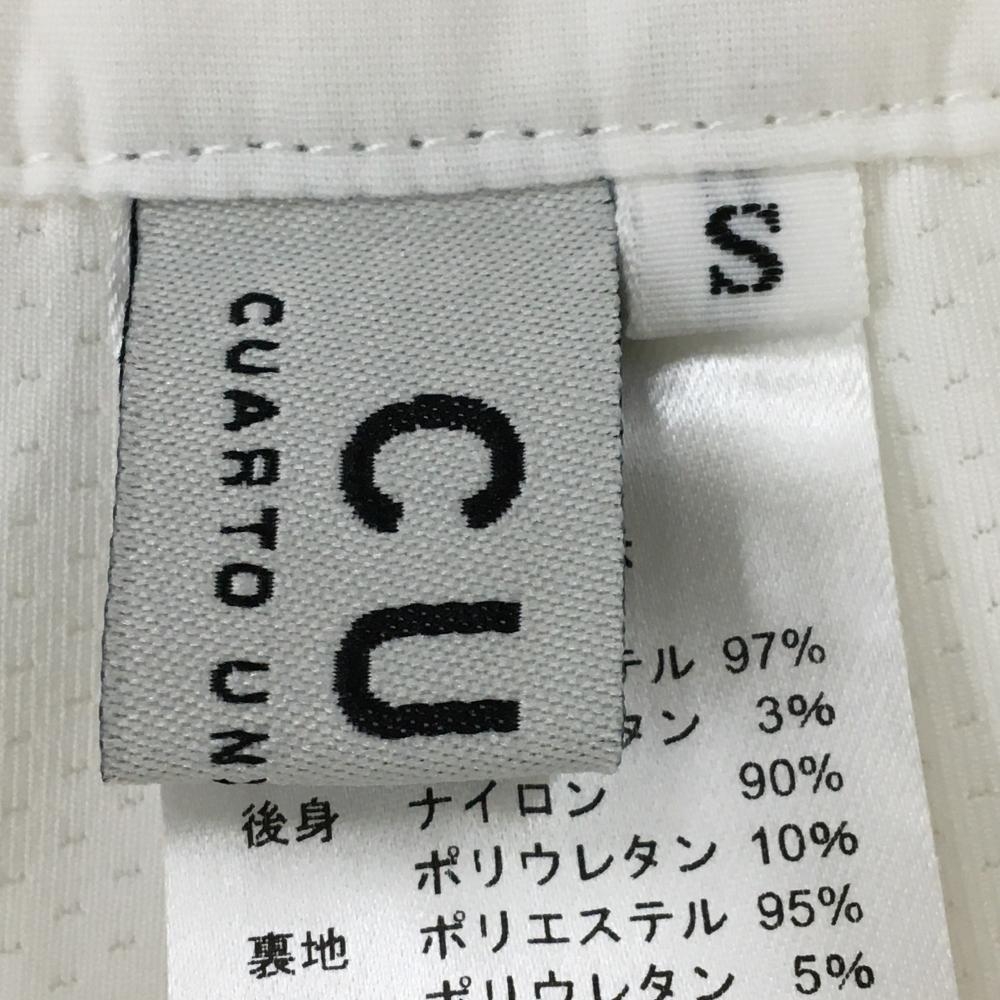 S
CU
CUARTO UN
テル 97%
タン 3%
後身 ナイロン 90%
ポリウレタン 10%
裏地 ポリエステル 95%
ポリウレタン 5%